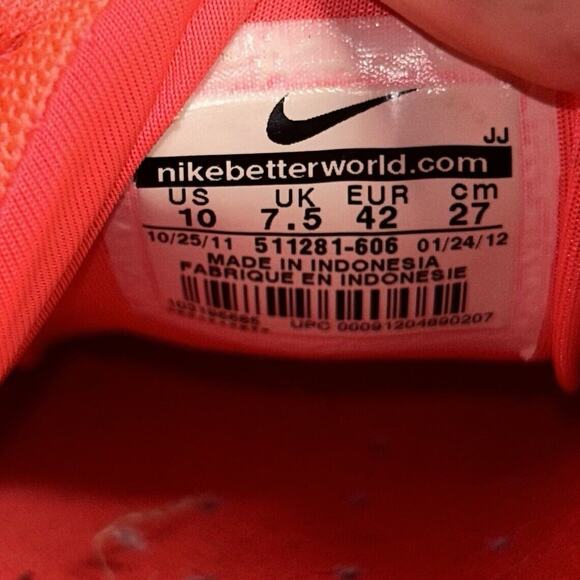 JJ
nikebetterworld.com
US UK EUR cm
10 7.5 42 27
10/25/11 511281-606 01/24/12
MADE IN INDONESIA
FABRIQUE EN INDONESIE
UPC 00091204890207